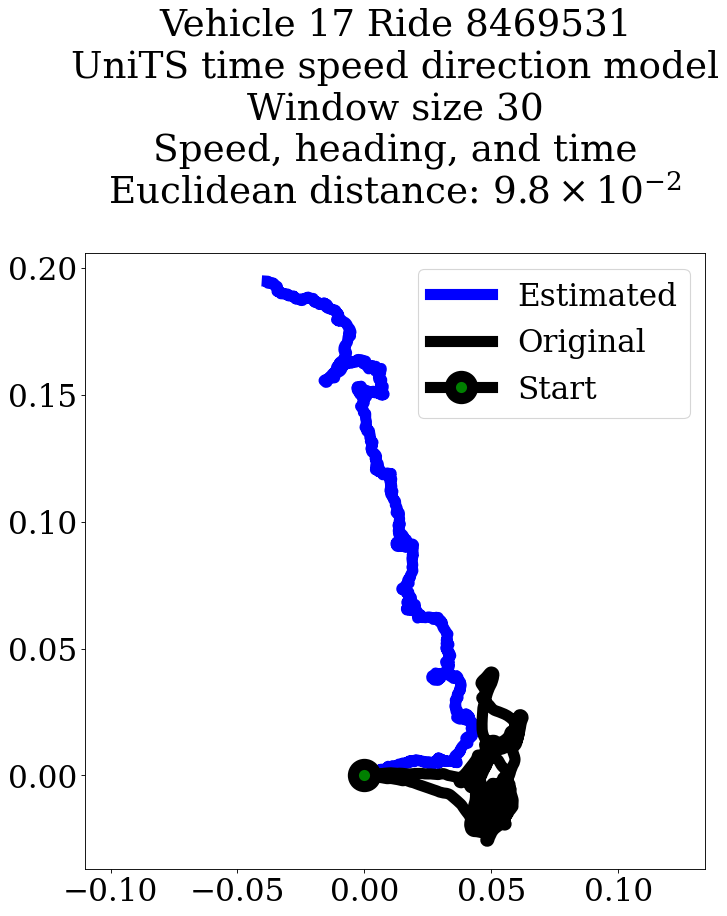 Vehicle 17 Ride 8469531
UniTS time speed direction model
Window size 30
Speed, heading, and time
Euclidean distance: 9.8 × 10⁻²
0.20
0.15
0.10
0.05
0.00
Estimated
Original
Start
−0.10 −0.05 0.00 0.05 0.10